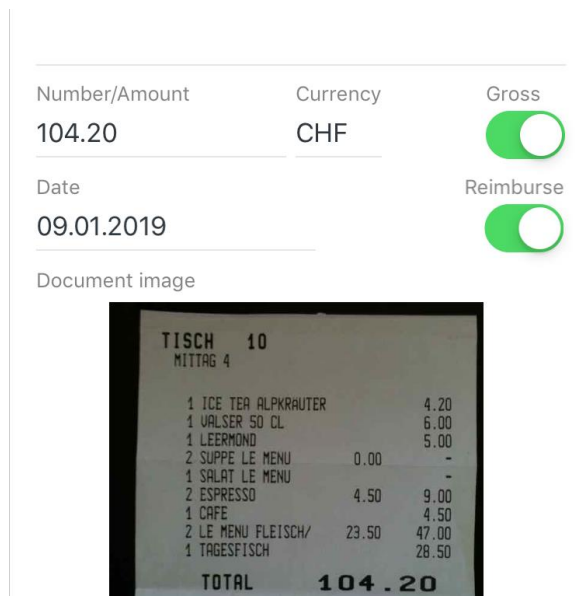 Number/Amount Currency Gross
104.20 CHF
Date Reimburse
09.01.2019
Document image
TISCH 10
MITTAG 4
1 ICE TEA ALPKRAUTER 4.20
1 VALSER 50 CL 6.00
1 LEERMOND 5.00
2 SUPPE LE MENU 0.00 -
1 SALAT LE MENU -
2 ESPRESSO 4.50 9.00
1 CAFE 4.50
2 LE MENU FLEISCH/ 23.50 47.00
1 TAGESFISCH 28.50
TOTAL 104.20